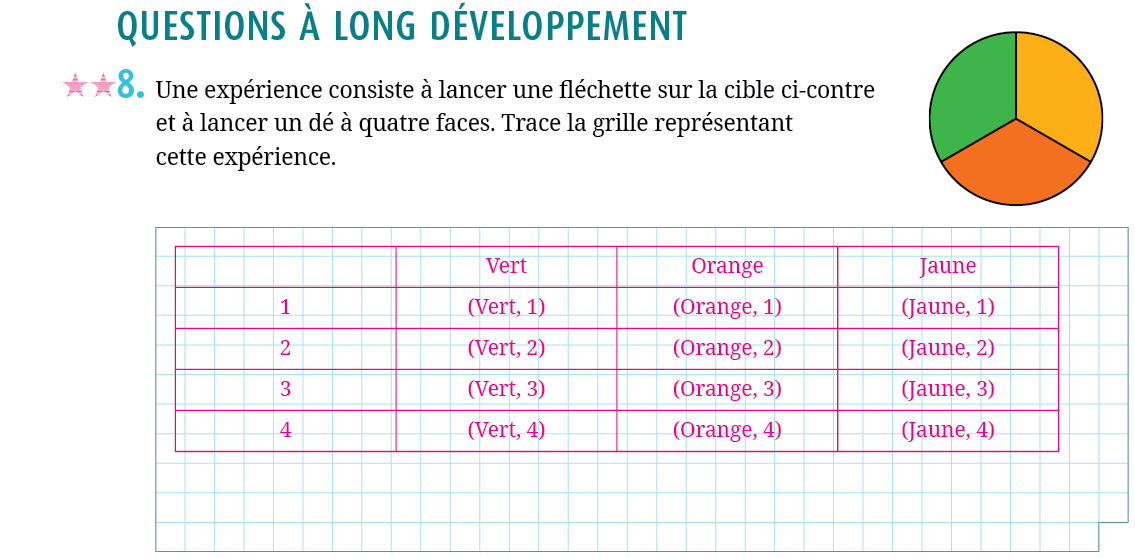 QUESTIONS À LONG DÉVELOPPEMENT
8. Une expérience consiste à lancer une fléchette sur la cible ci-contre
et à lancer un dé à quatre faces. Trace la grille représentant
cette expérience.
Vert Orange Jaune
1 (Vert, 1) (Orange, 1) (Jaune, 1)
2 (Vert, 2) (Orange, 2) (Jaune, 2)
3 (Vert, 3) (Orange, 3) (Jaune, 3)
4 (Vert, 4) (Orange, 4) (Jaune, 4)